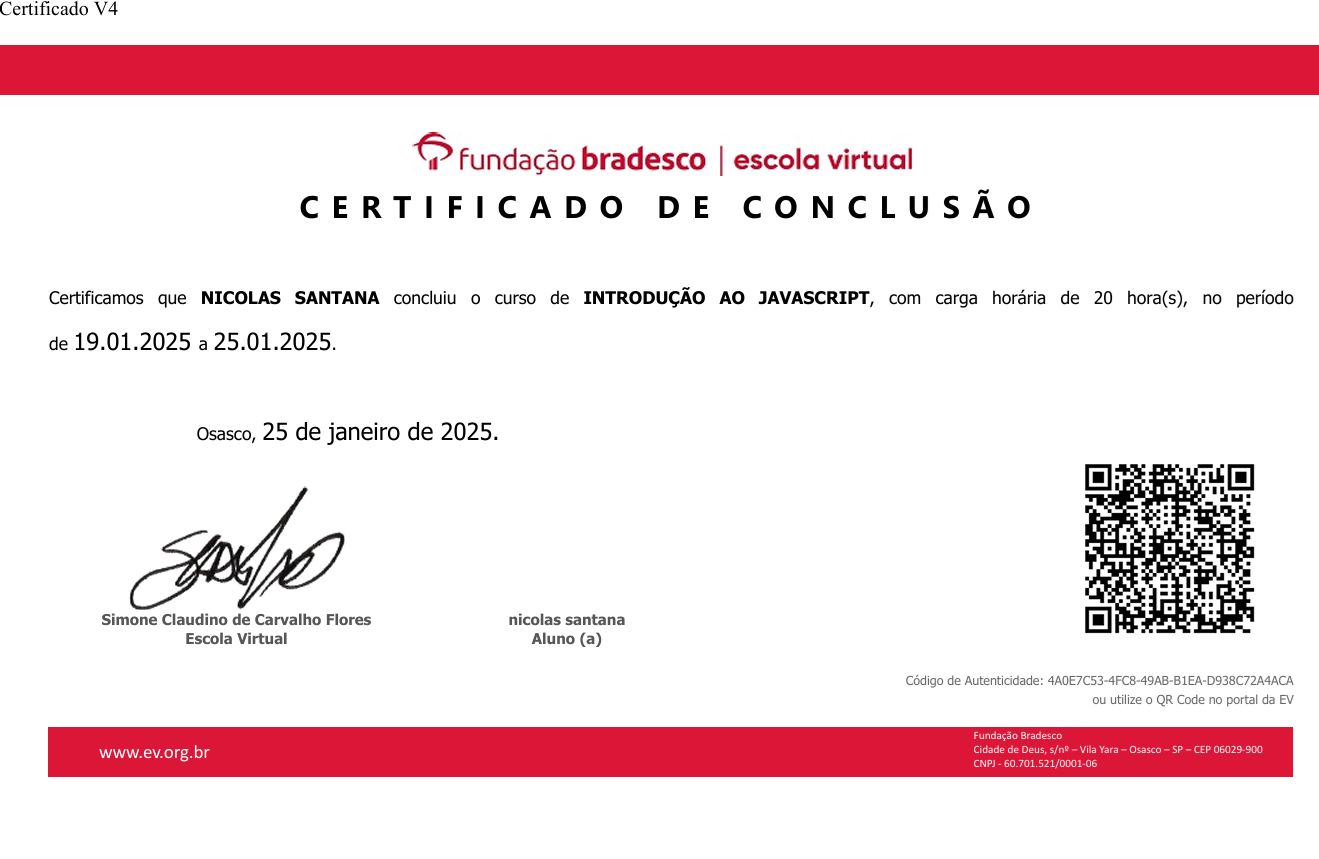 Certificado V4
fundação bradesco | escola virtual
CERTIFICADO DE CONCLUSÃO
Certificamos que NICOLAS SANTANA concluiu o curso de INTRODUÇÃO AO JAVASCRIPT, com carga horária de 20 hora(s), no período
de 19.01.2025 a 25.01.2025.
Osasco, 25 de janeiro de 2025.
Simone Claudino de Carvalho Flores
Escola Virtual
nicolas santana
Aluno (a)
Código de Autenticidade: 4A0E7C53-4FC8-49AB-B1EA-D938C72A4ACA
ou utilize o QR Code no portal da EV
www.ev.org.br
Fundação Bradesco
Cidade de Deus, s/nº – Vila Yara – Osasco – SP – CEP 06029-900
CNPJ - 60.701.521/0001-06